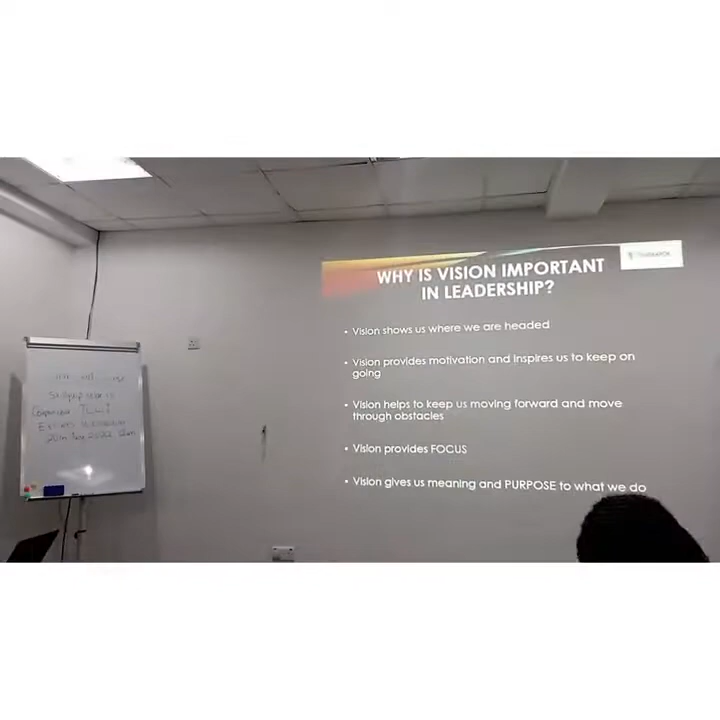 WHY IS VISION IMPORTANT
IN LEADERSHIP?
• Vision shows us where we are headed
• Vision provides motivation and inspires us to keep on
going
• Vision helps to keep us moving forward and move
through obstacles
• Vision provides FOCUS
• Vision gives us meaning and PURPOSE to what we do